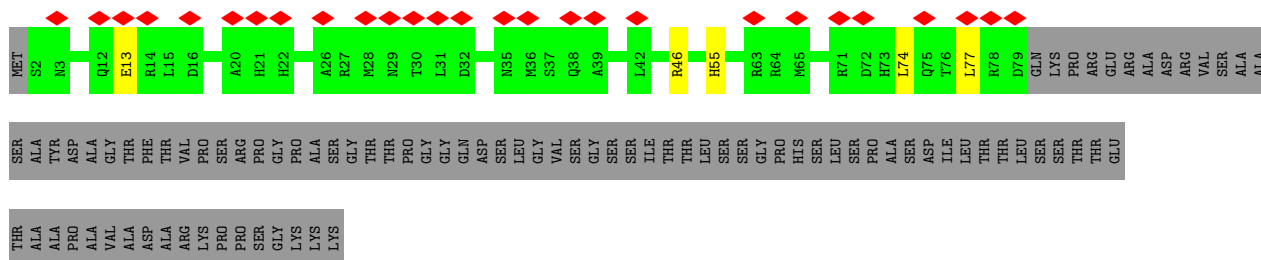 MET S2 N3 Q12 E13 R14 L15 D16 A20 H21 H22 A26 R27 M28 N29 T30 L31 D32 N35 M36 S37 Q38 A39 L42 R46 H55 R63 R64 M65 R71 D72 H73 L74 Q75 T76 L77 R78 D79 GLN LYS PRO ARG GLU ARG ALA ASP ARG VAL SER ALA ALA
SER ALA TYR ASP ALA GLY THR PHE THR VAL PRO SER ARG PRO GLY PRO ALA SER GLY THR THR PRO GLY GLY GLN ASP SER LEU GLY VAL SER GLY SER SER ILE THR THR LEU SER SER GLY PRO HIS SER LEU SER PRO ALA SER ASP ILE LEU THR THR LEU SER SER THR THR GLU
THR ALA ALA PRO ALA VAL ALA ASP ALA ARG LYS PRO PRO SER GLY LYS LYS LYS